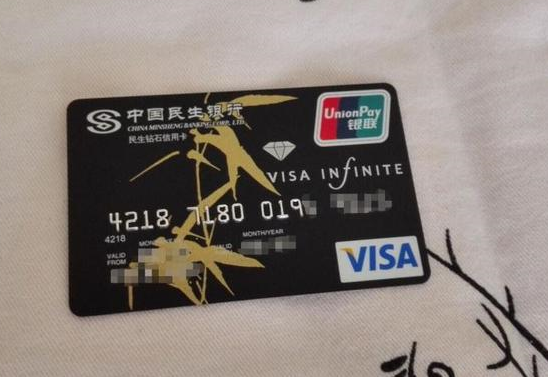 中国民生银行
CHINA MINSHENG BANKING CORP., LTD
民生钻石信用卡
UnionPay
银联
VISA INFINITE
4218 7180 019
4218
MONTH/YEAR
VALID
FROM
VALID
VISA